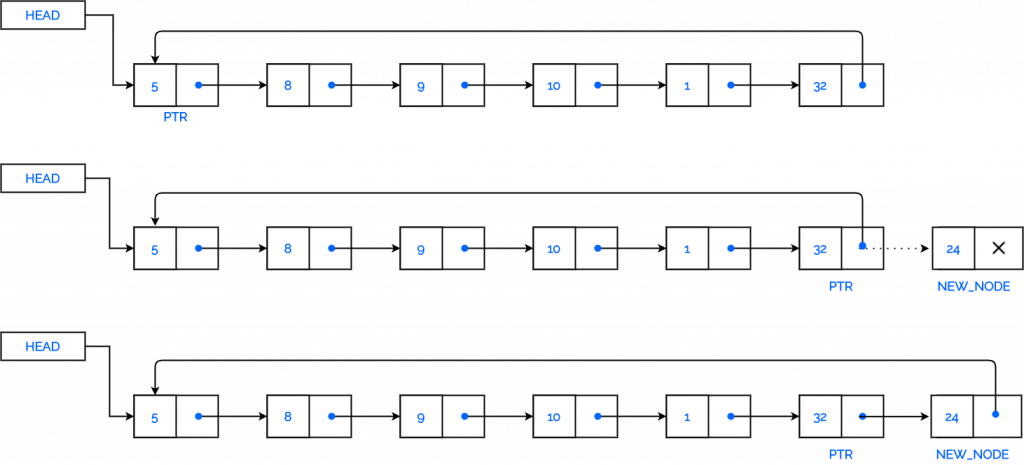 HEAD
5 8 9 10 1 32
PTR
HEAD
5 8 9 10 1 32 24 ×
PTR NEW_NODE
HEAD
5 8 9 10 1 32 24
PTR NEW_NODE